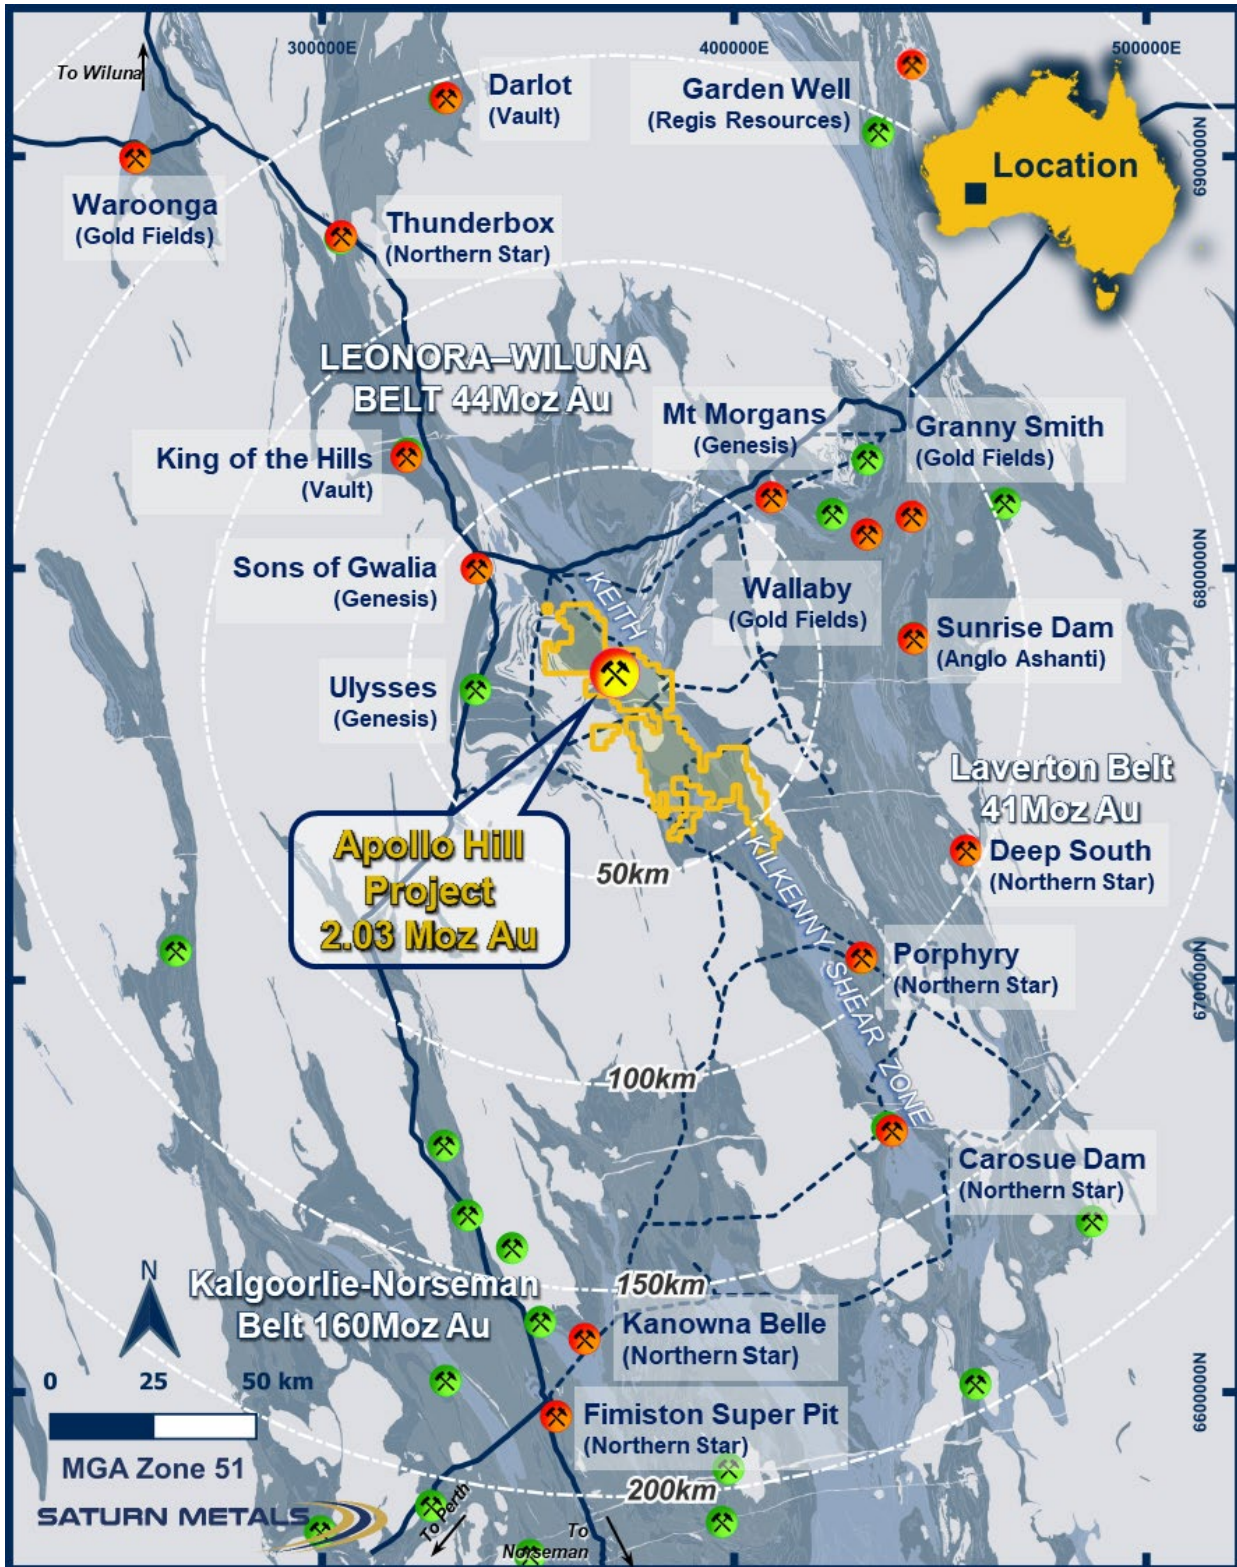 300000E
400000E
500000E
To Wiluna
Darlot
(Vault)
Garden Well
(Regis Resources)
Location
6900000N
Waroonga
(Gold Fields)
Thunderbox
(Northern Star)
LEONORA–WILUNA
BELT 44Moz Au
Mt Morgans
(Genesis)
Granny Smith
(Gold Fields)
King of the Hills
(Vault)
Sons of Gwalia
(Genesis)
KEITH
Wallaby
(Gold Fields)
6800000N
Sunrise Dam
(Anglo Ashanti)
Ulysses
(Genesis)
Laverton Belt
41Moz Au
Apollo Hill
Project
2.03 Moz Au
50km
KILKENNY SHEAR ZONE
Deep South
(Northern Star)
Porphyry
(Northern Star)
6700000N
100km
Carosue Dam
(Northern Star)
150km
Kalgoorlie-Norseman
Belt 160Moz Au
Kanowna Belle
(Northern Star)
N
0 25 50 km
6600000N
Fimiston Super Pit
(Northern Star)
MGA Zone 51
200km
SATURN METALS
To Perth
To
Norseman